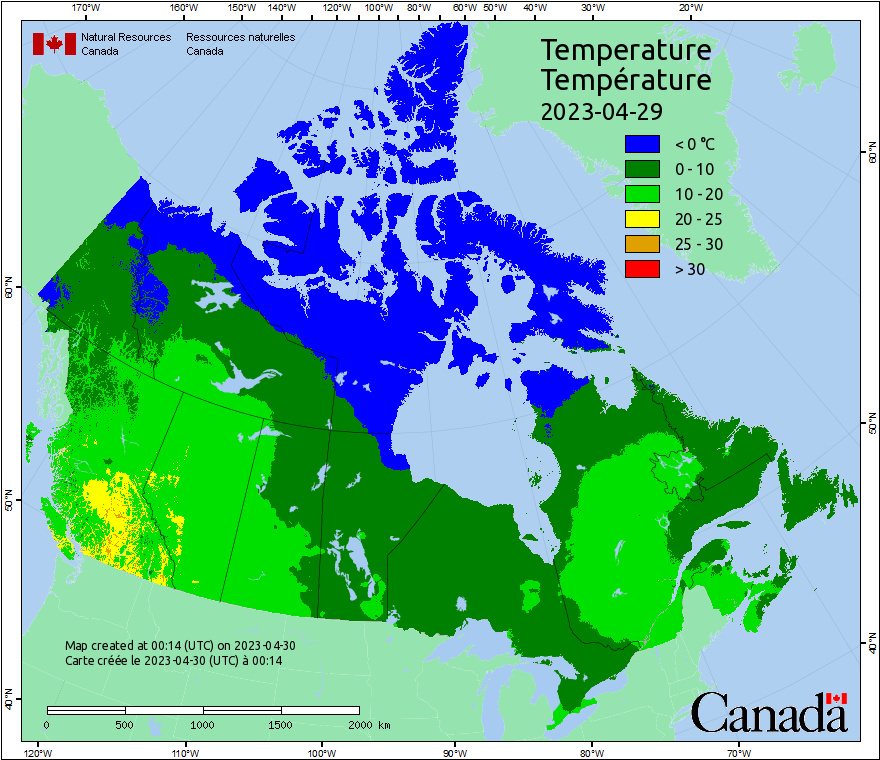 170°W 160°W 150°W 140°W 130°W 120°W 110°W 100°W 90°W 80°W 70°W 60°W 50°W 40°W 30°W 20°W
Natural Resources Canada
Ressources naturelles Canada
Temperature
Température
2023-04-29
< 0 °C
0 - 10
10 - 20
20 - 25
25 - 30
> 30
60°N
60°N
50°N
50°N
40°N
40°N
Map created at 00:14 (UTC) on 2023-04-30
Carte créée le 2023-04-30 (UTC) à 00:14
0 500 1000 1500 2000 km
Canada
120°W 110°W 100°W 90°W 80°W 70°W